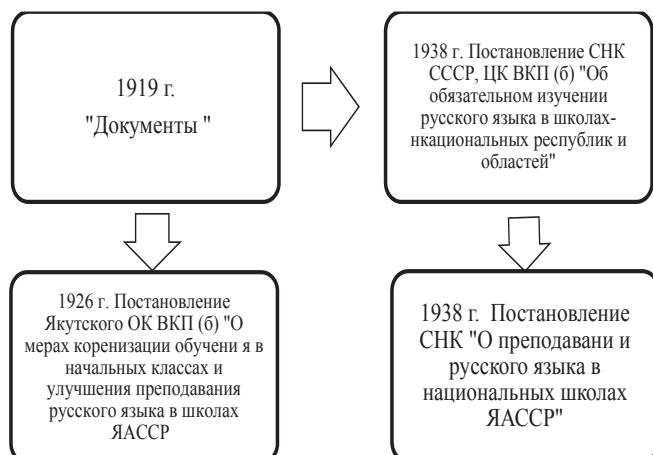 1919 г.
"Документы "
1938 г. Постановление СНК
СССР, ЦК ВКП (б) "Об
обязательном изучении
русского языка в школах-
нкациональных республик и
областей"
1926 г. Постановление
Якутского ОК ВКП (б) "О
мерах коренизации обучени я в
начальных классах и
улучшения преподавания
русского языка в школах
ЯАССР
1938 г. Постановление
СНК "О преподавани и
русского языка в
национальных школах
ЯАССР"